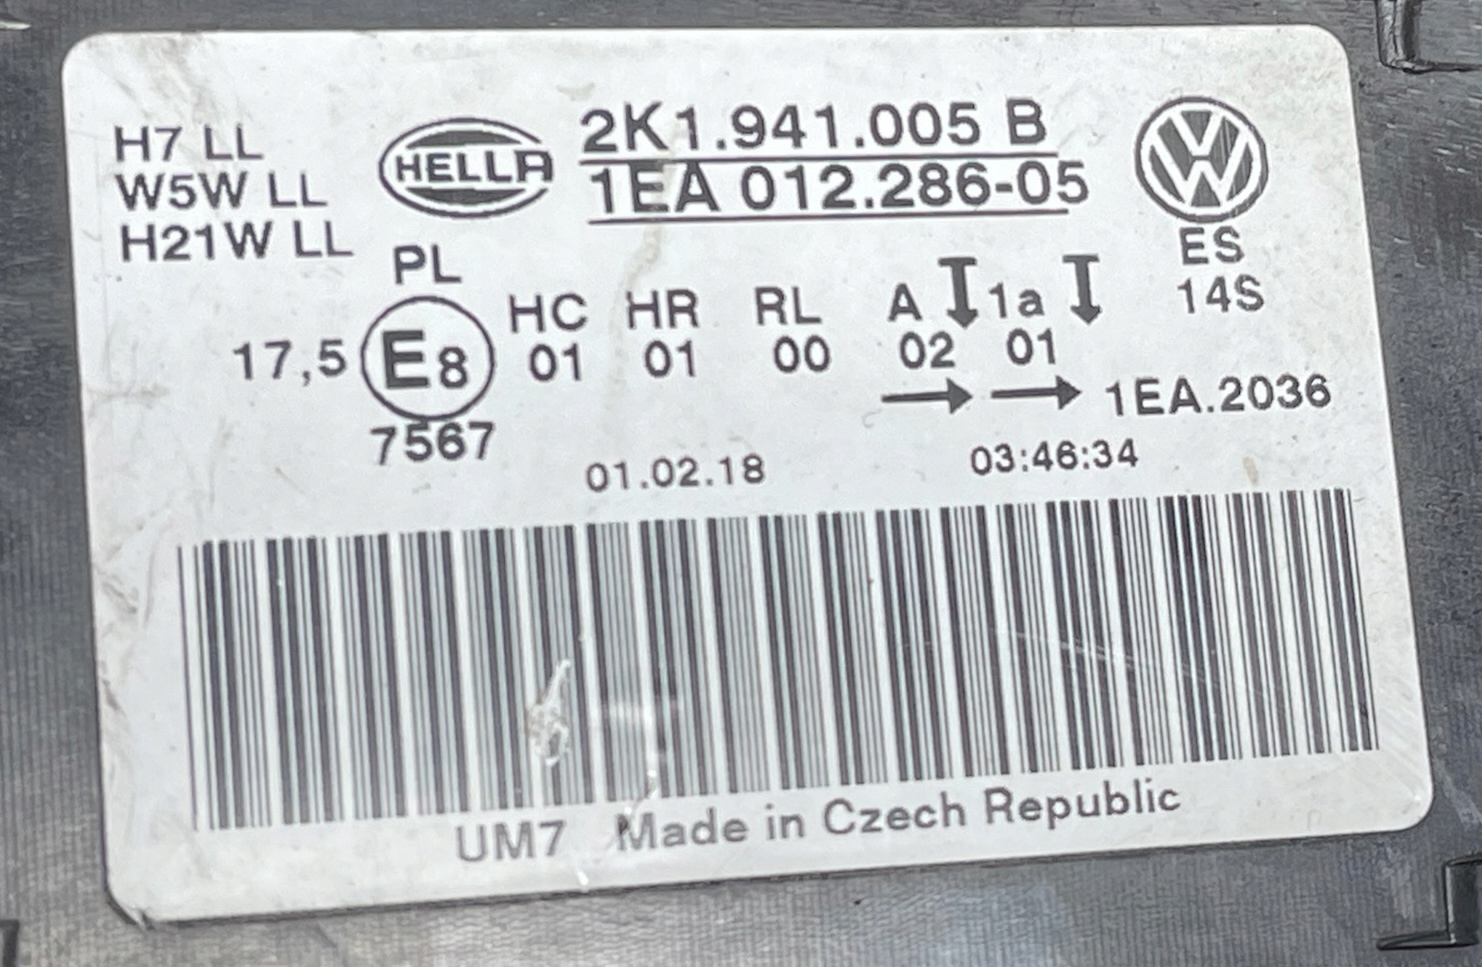 H7 LL
W5W LL
H21W LL
HELLA
2K1.941.005 B
1EA 012.286-05
VW
ES
14S
PL
17,5 E8
7567
HC HR RL A 1a
01 01 00 02 01
1EA.2036
01.02.18 03:46:34
UM7 Made in Czech Republic